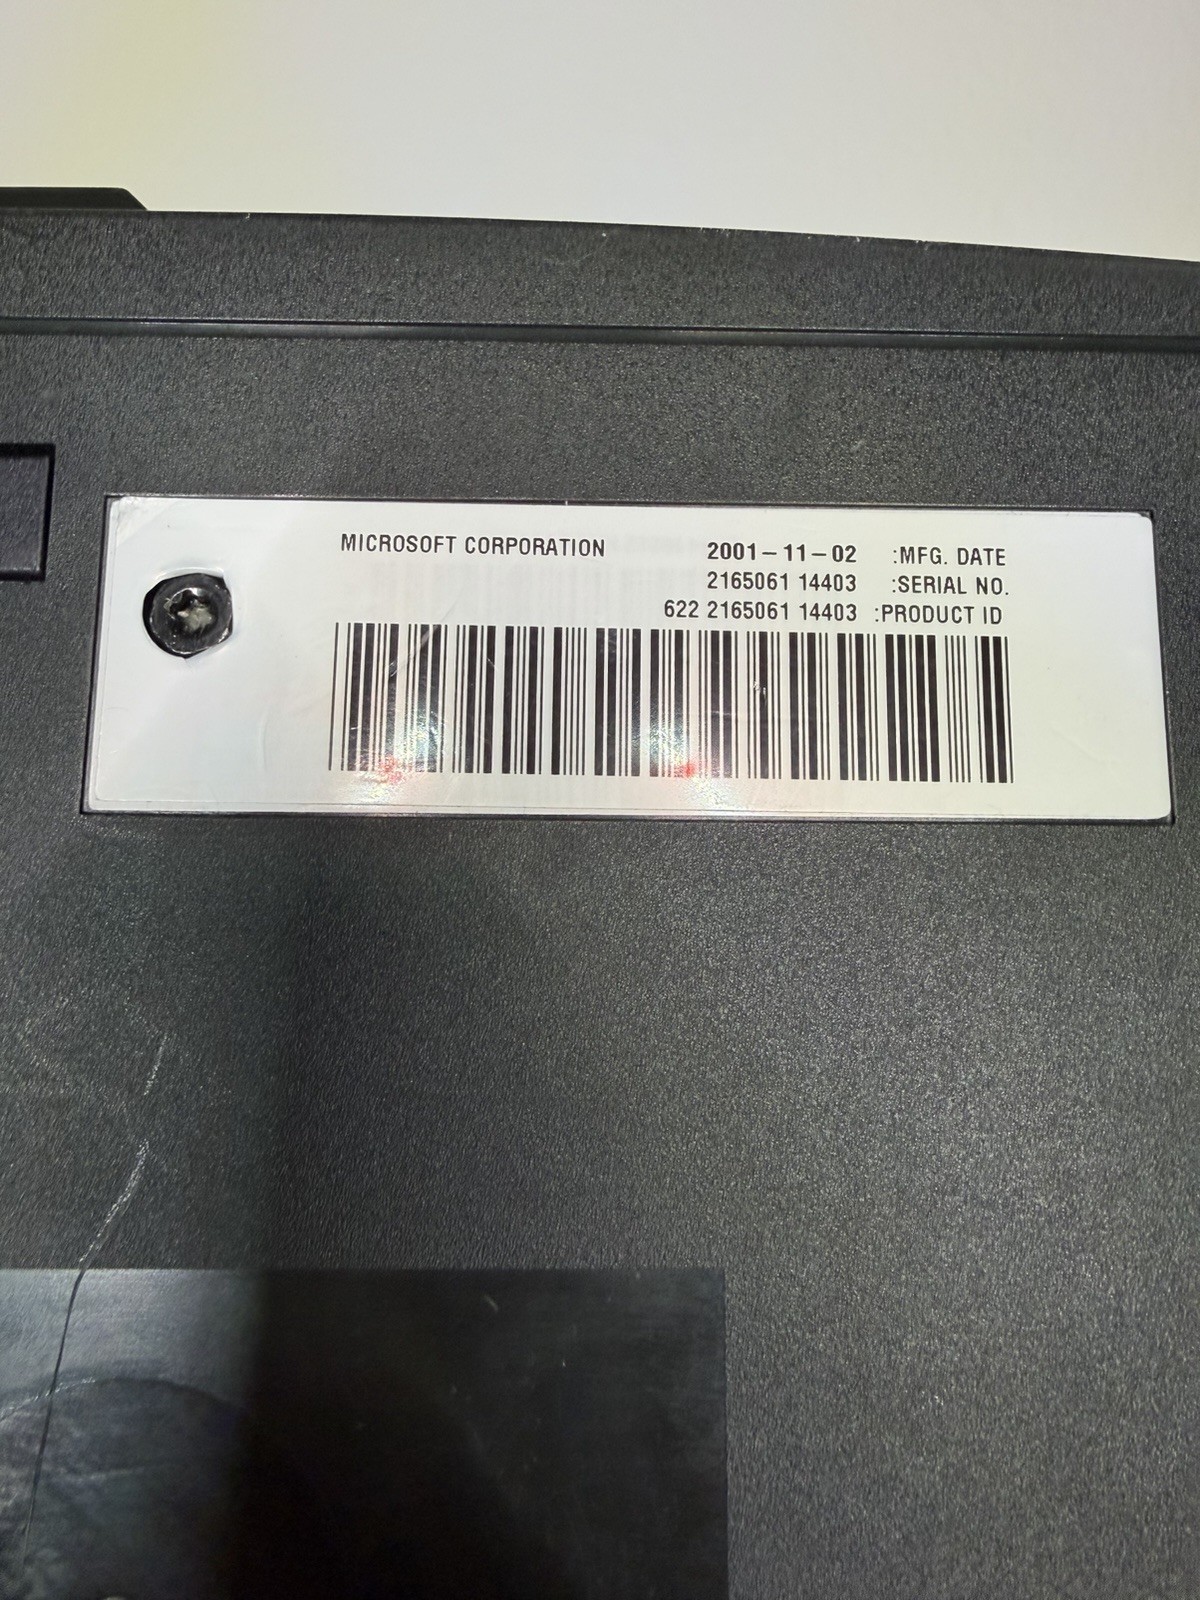 MICROSOFT CORPORATION
2001-11-02 :MFG. DATE
2165061 14403 :SERIAL NO.
622 2165061 14403 :PRODUCT ID